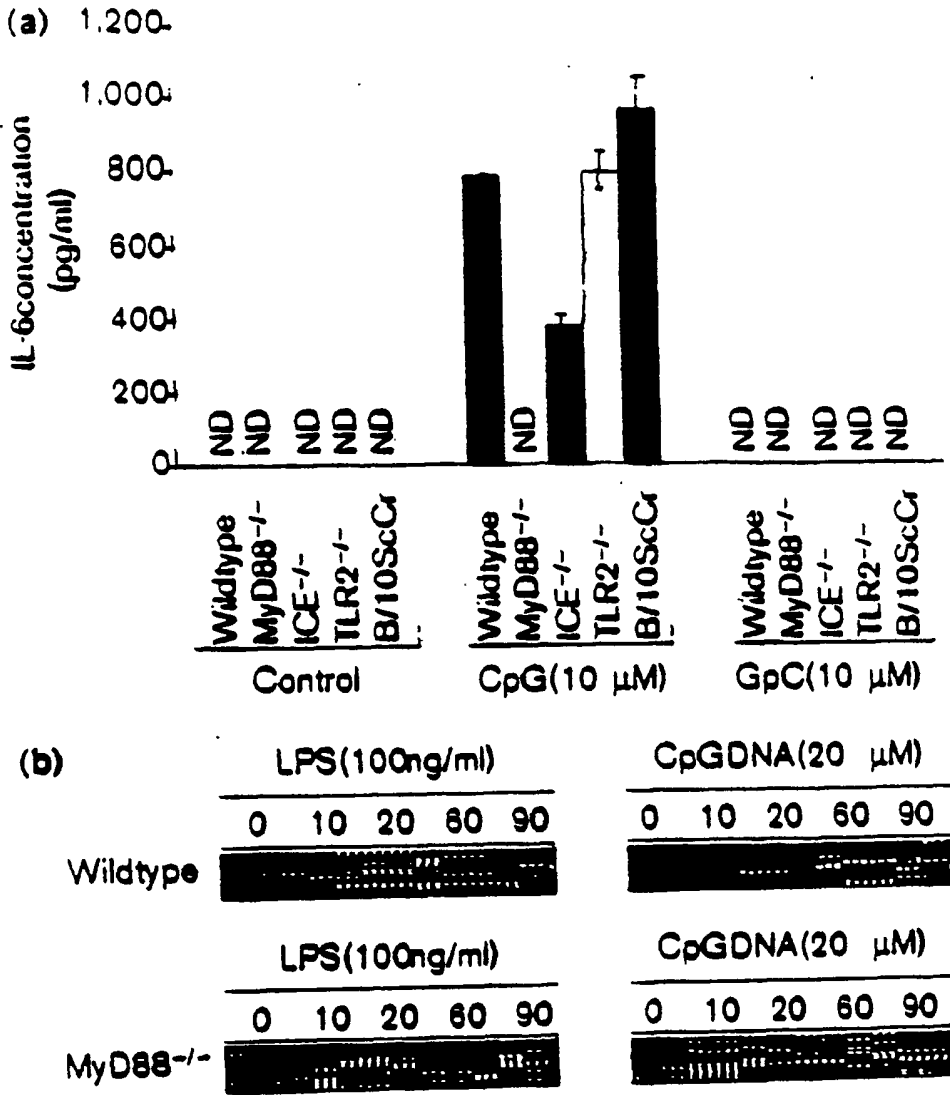 (a)
1,200
1,000
800
600
400
200
0
IL-6concentration
(pg/ml)
ND ND ND ND ND
ND
ND ND ND ND ND
Wildtype
MyD88-/-
ICE-/-
TLR2-/-
B/10ScCr
Control
Wildtype
MyD88-/-
ICE-/-
TLR2-/-
B/10ScCr
CpG(10 μM)
Wildtype
MyD88-/-
ICE-/-
TLR2-/-
B/10ScCr
GpC(10 μM)
(b)
LPS(100ng/ml) CpGDNA(20 μM)
0 10 20 60 90 0 10 20 60 90
Wildtype
LPS(100ng/ml) CpGDNA(20 μM)
0 10 20 60 90 0 10 20 60 90
MyD88-/-